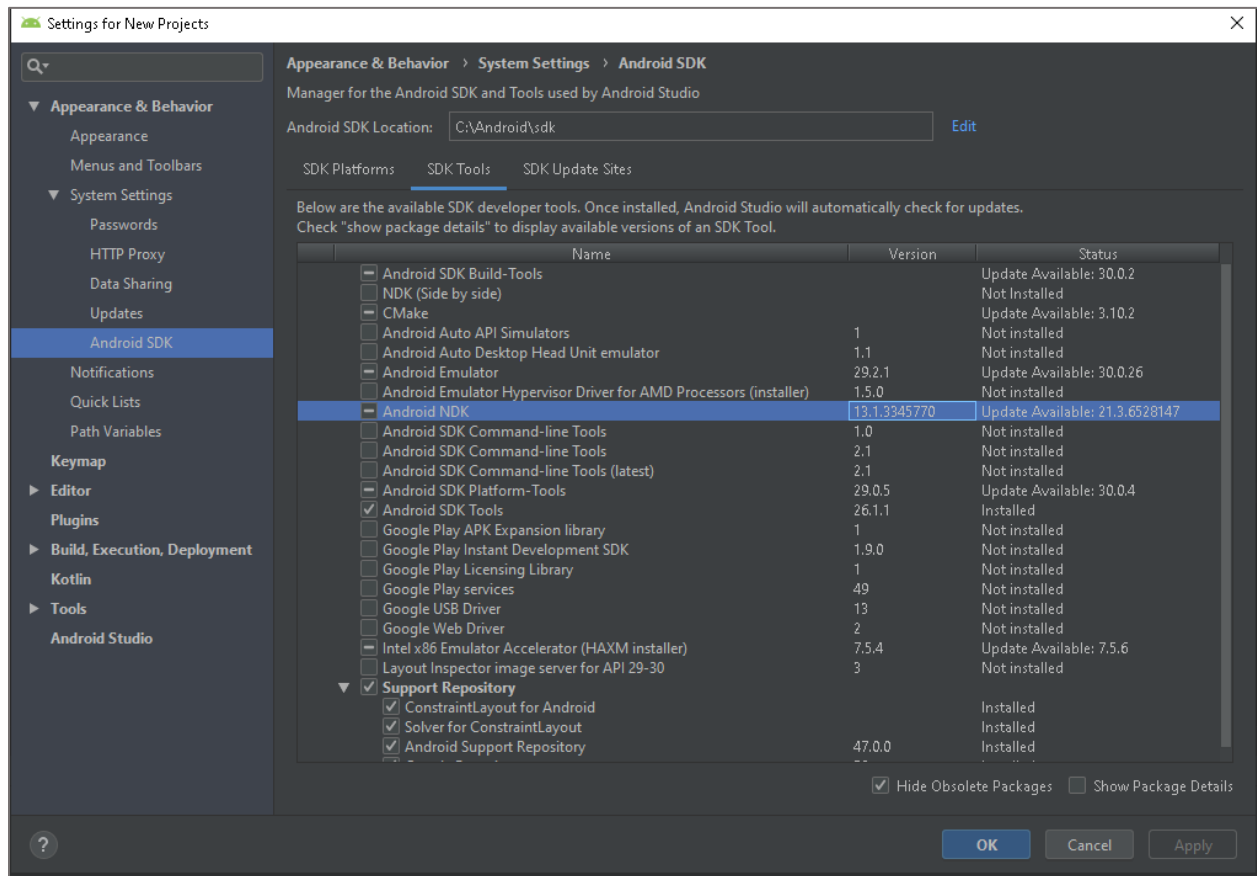 Settings for New Projects
Appearance & Behavior
Appearance
Menus and Toolbars
System Settings
Passwords
HTTP Proxy
Data Sharing
Updates
Android SDK
Notifications
Quick Lists
Path Variables
Keymap
Editor
Plugins
Build, Execution, Deployment
Kotlin
Tools
Android Studio
Appearance & Behavior › System Settings › Android SDK
Manager for the Android SDK and Tools used by Android Studio
Android SDK Location: C:\Android\sdk Edit
SDK Platforms SDK Tools SDK Update Sites
Below are the available SDK developer tools. Once installed, Android Studio will automatically check for updates.
Check "show package details" to display available versions of an SDK Tool.
Name Version Status
Android SDK Build-Tools Update Available: 30.0.2
NDK (Side by side) Not Installed
CMake Update Available: 3.10.2
Android Auto API Simulators 1 Not installed
Android Auto Desktop Head Unit emulator 1.1 Not installed
Android Emulator 29.2.1 Update Available: 30.0.26
Android Emulator Hypervisor Driver for AMD Processors (installer) 1.5.0 Not installed
Android NDK 13.1.3345770 Update Available: 21.3.6528147
Android SDK Command-line Tools 1.0 Not installed
Android SDK Command-line Tools 2.1 Not installed
Android SDK Command-line Tools (latest) 2.1 Not installed
Android SDK Platform-Tools 29.0.5 Update Available: 30.0.4
Android SDK Tools 26.1.1 Installed
Google Play APK Expansion library 1 Not installed
Google Play Instant Development SDK 1.9.0 Not installed
Google Play Licensing Library 1 Not installed
Google Play services 49 Not installed
Google USB Driver 13 Not installed
Google Web Driver 2 Not installed
Intel x86 Emulator Accelerator (HAXM installer) 7.5.4 Update Available: 7.5.6
Layout Inspector image server for API 29-30 3 Not installed
Support Repository
ConstraintLayout for Android Installed
Solver for ConstraintLayout Installed
Android Support Repository 47.0.0 Installed
Hide Obsolete Packages Show Package Details
? OK Cancel Apply